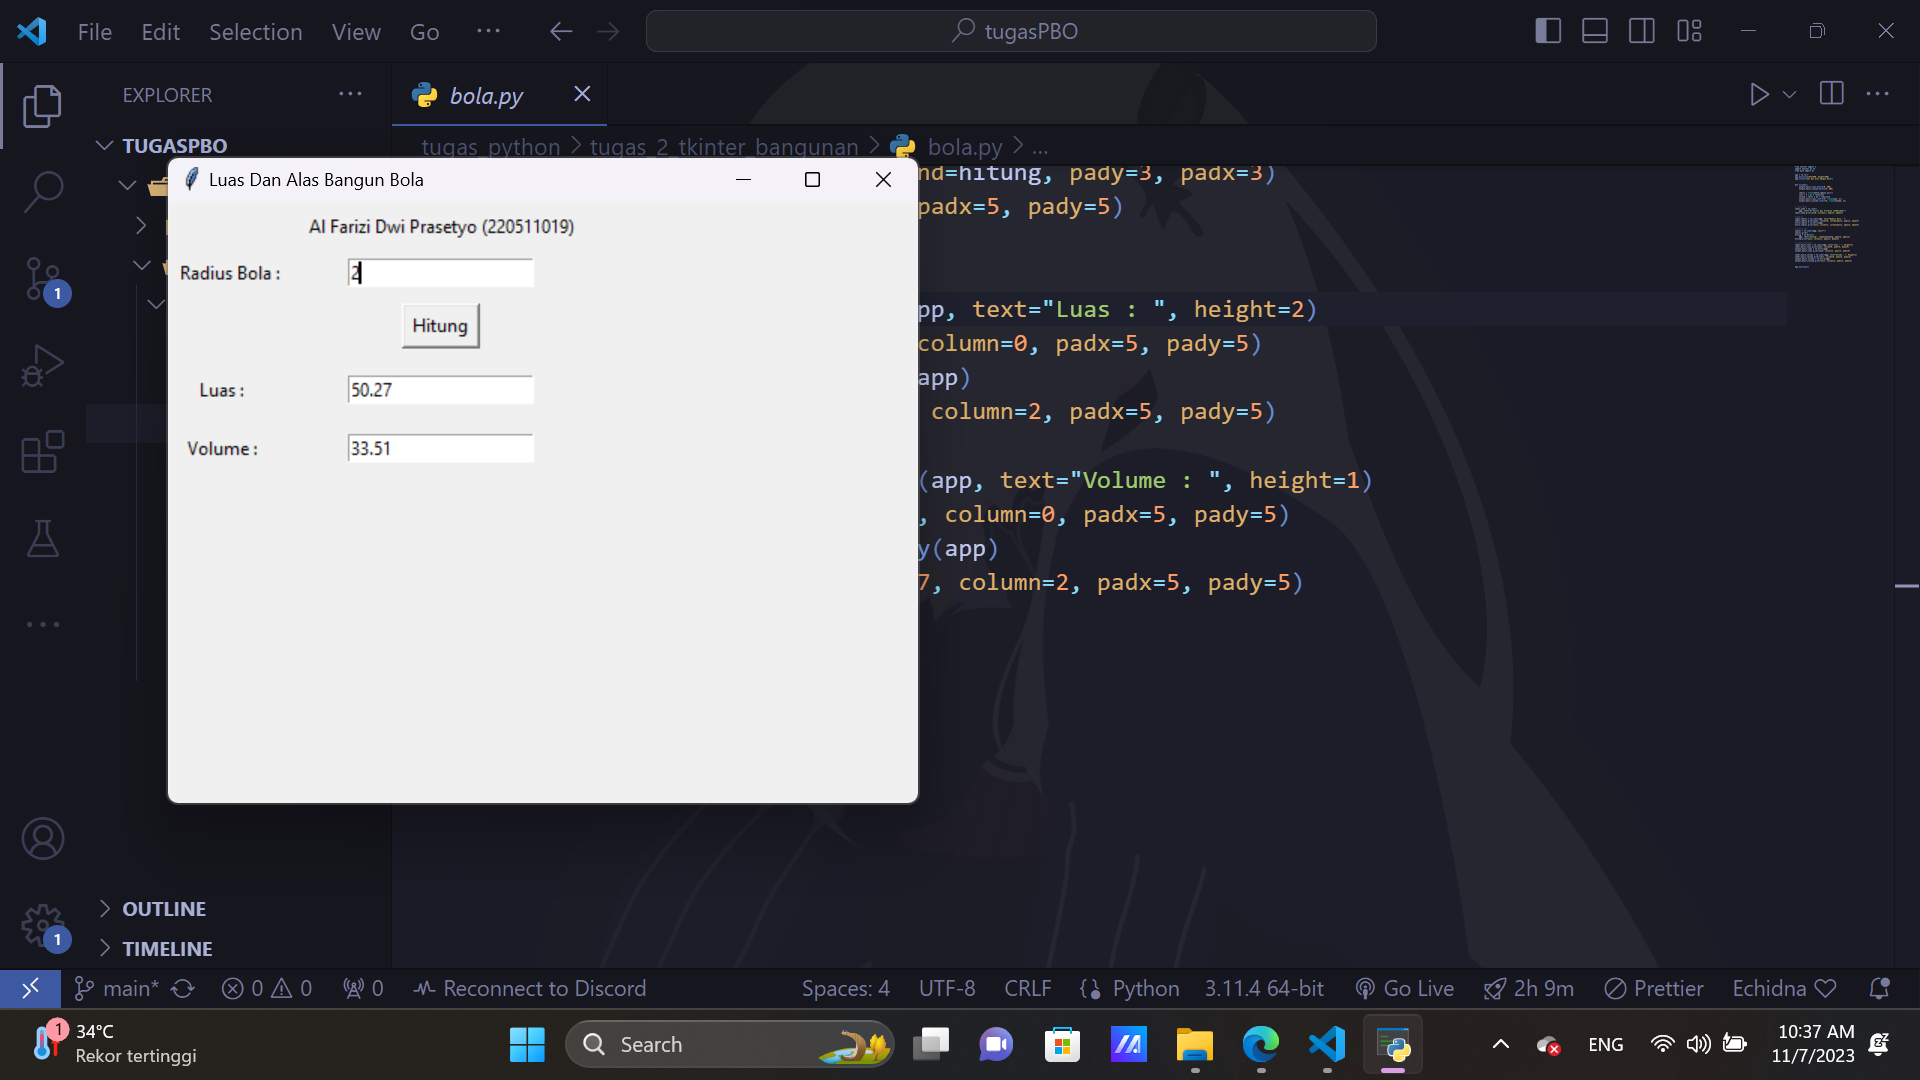 File Edit Selection View Go ··· tugasPBO
EXPLORER ···
bola.py
TUGASPBO
tugas_python > tugas_2_tkinter_bangunan > bola.py > ...
Luas Dan Alas Bangun Bola
Al Farizi Dwi Prasetyo (220511019)
Radius Bola : 2
Hitung
Luas : 50.27
Volume : 33.51
nd=hitung, pady=3, padx=3)
padx=5, pady=5)
pp, text="Luas : ", height=2)
column=0, padx=5, pady=5)
app)
column=2, padx=5, pady=5)
(app, text="Volume : ", height=1)
, column=0, padx=5, pady=5)
y(app)
7, column=2, padx=5, pady=5)
1
1
OUTLINE
TIMELINE
main* 0 0 0 Reconnect to Discord Spaces: 4 UTF-8 CRLF Python 3.11.4 64-bit Go Live 2h 9m Prettier Echidna
1
34°C
Rekor tertinggi
Search
ENG
10:37 AM
11/7/2023